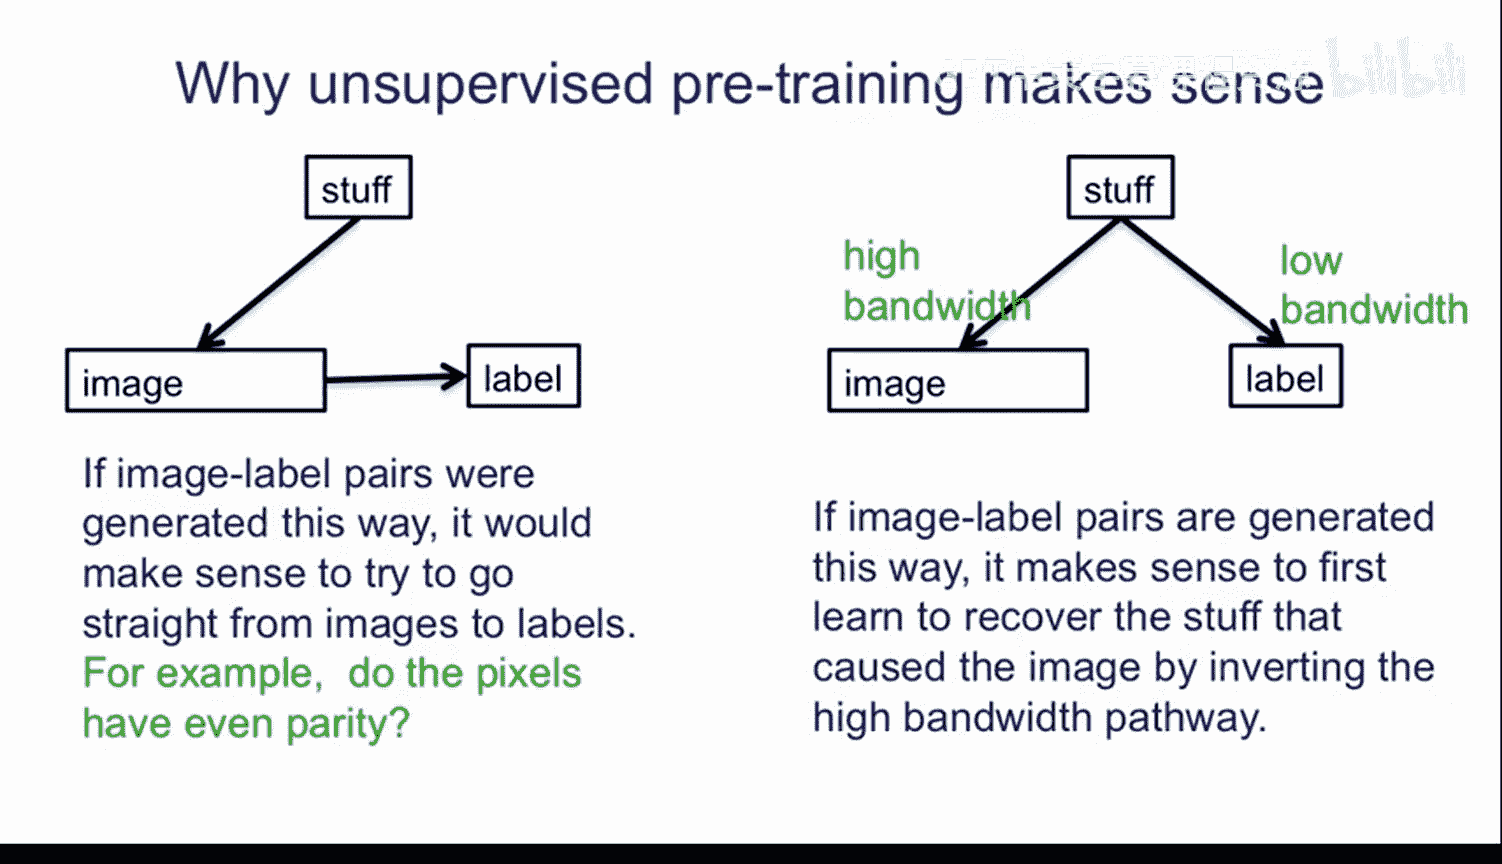 Why unsupervised pre-training makes sense
bilibili
stuff
image
label
If image-label pairs were
generated this way, it would
make sense to try to go
straight from images to labels.
For example, do the pixels
have even parity?
stuff
high
bandwidth
low
bandwidth
image
label
If image-label pairs are generated
this way, it makes sense to first
learn to recover the stuff that
caused the image by inverting the
high bandwidth pathway.